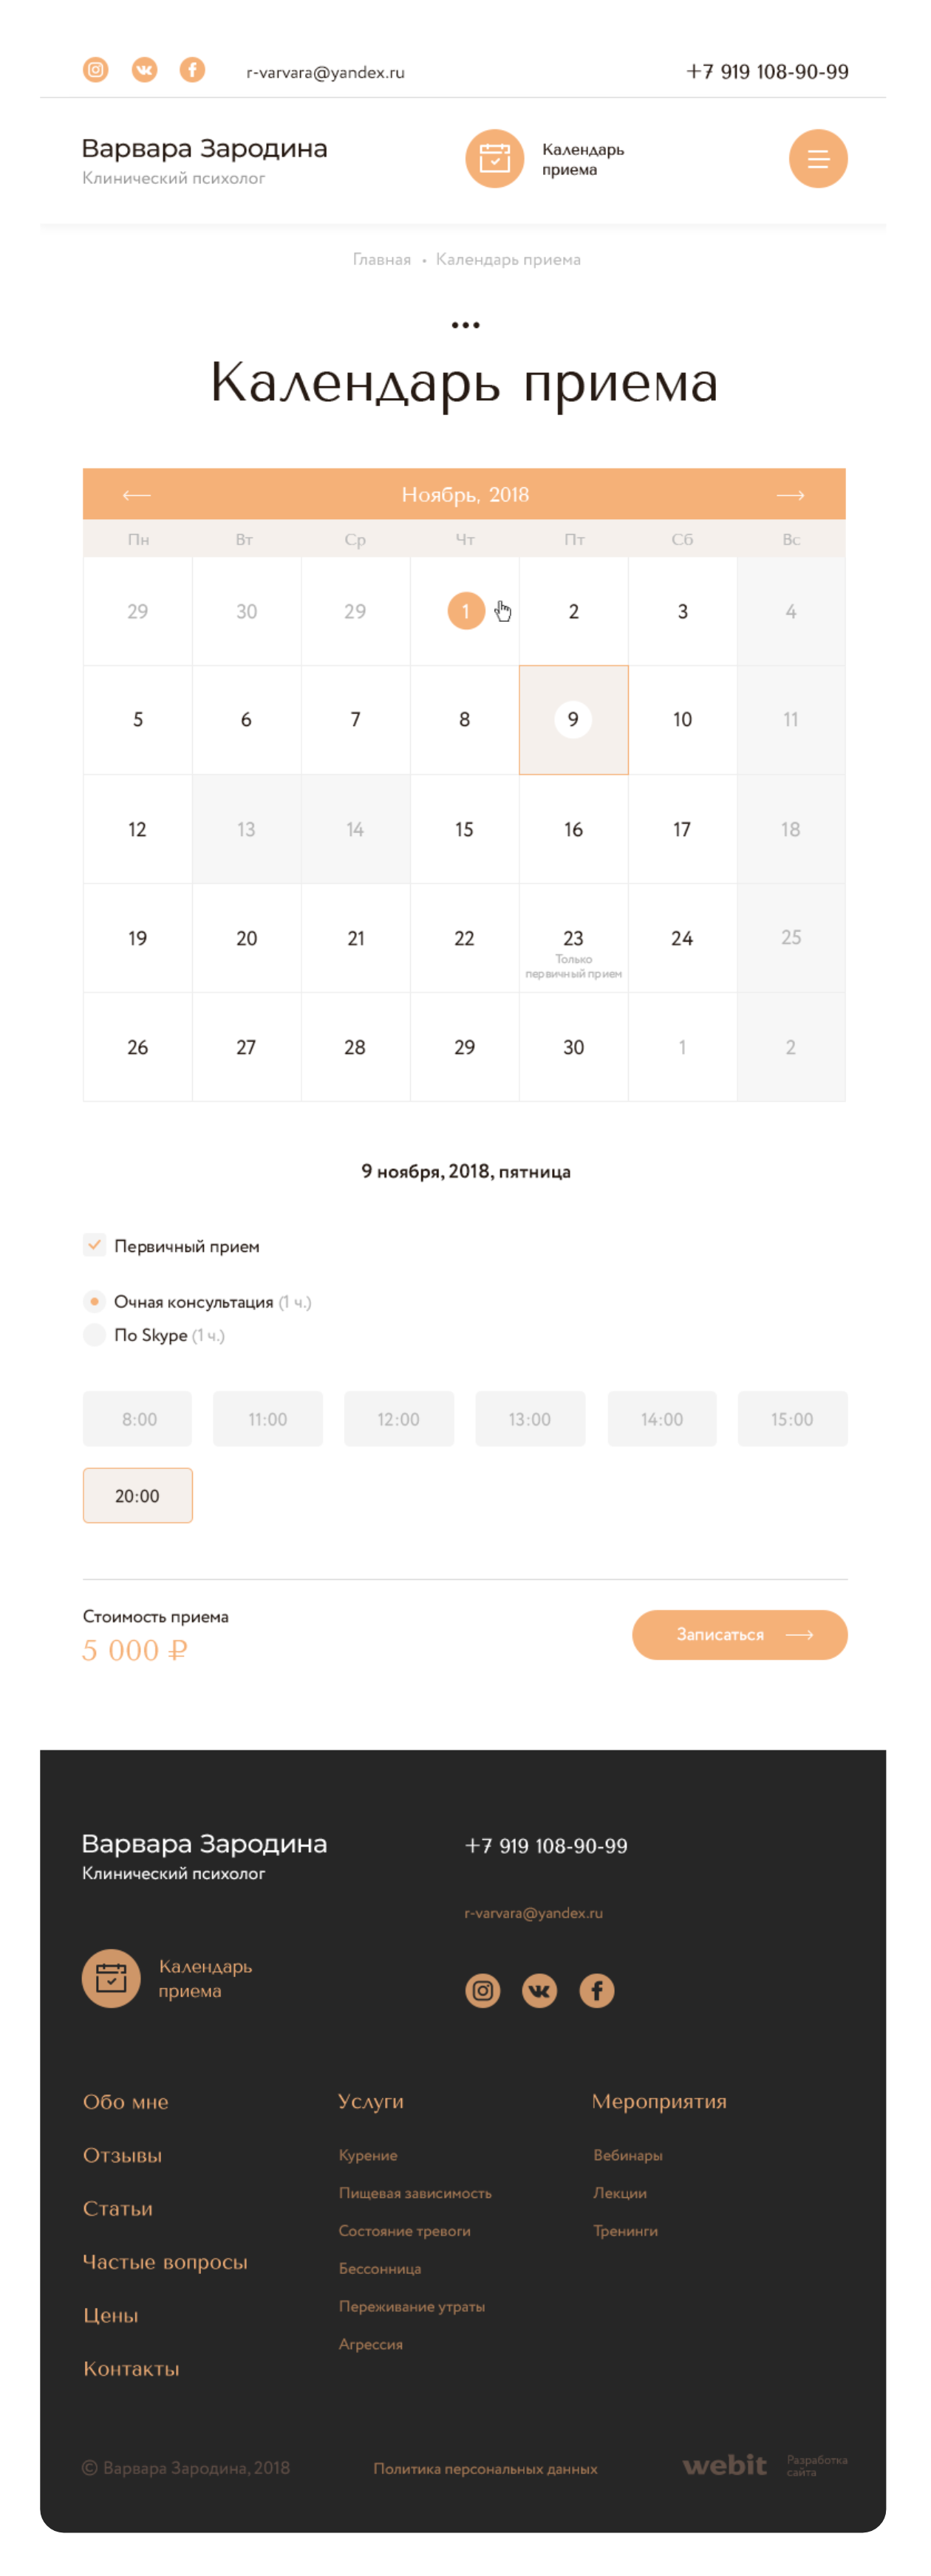 r-varvara@yandex.ru
+7 919 108-90-99
Варвара Зародина
Клинический психолог
Календарь
приема
Главная • Календарь приема
Календарь приема
Ноябрь, 2018
Пн Вт Ср Чт Пт Сб Вс
29 30 29 1 2 3 4
5 6 7 8 9 10 11
12 13 14 15 16 17 18
19 20 21 22 23 24 25
Только
первичный прием
26 27 28 29 30 1 2
9 ноября, 2018, пятница
Первичный прием
Очная консультация (1 ч.)
По Skype (1 ч.)
8:00 11:00 12:00 13:00 14:00 15:00
20:00
Стоимость приема
5 000 ₽
Записаться
Варвара Зародина
Клинический психолог
+7 919 108-90-99
r-varvara@yandex.ru
Календарь
приема
Обо мне
Отзывы
Статьи
Частые вопросы
Цены
Контакты
Услуги
Курение
Пищевая зависимость
Состояние тревоги
Бессонница
Переживание утраты
Агрессия
Мероприятия
Вебинары
Лекции
Тренинги
© Варвара Зародина, 2018
Политика персональных данных
webit
Разработка
сайта